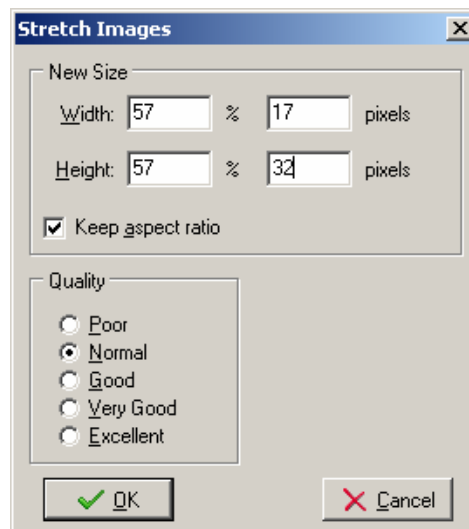 Stretch Images
New Size
Width: 57 % 17 pixels
Height: 57 % 32 pixels
Keep aspect ratio
Quality
Poor
Normal
Good
Very Good
Excellent
OK Cancel